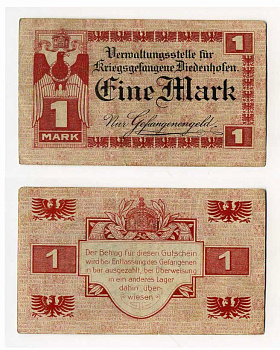 1
Verwaltungsstelle für
Kriegsgefangene Diedenhofen.
Eine Mark
1
MARK
Nur Gefangenengeld.
1
Der Betrag für diesen Gutschein
wird bei Entlassung des Gefangenen
in bar ausgezahlt, bei Überweisung
1
in ein anderes Lager
1
dahin über-
wiesen